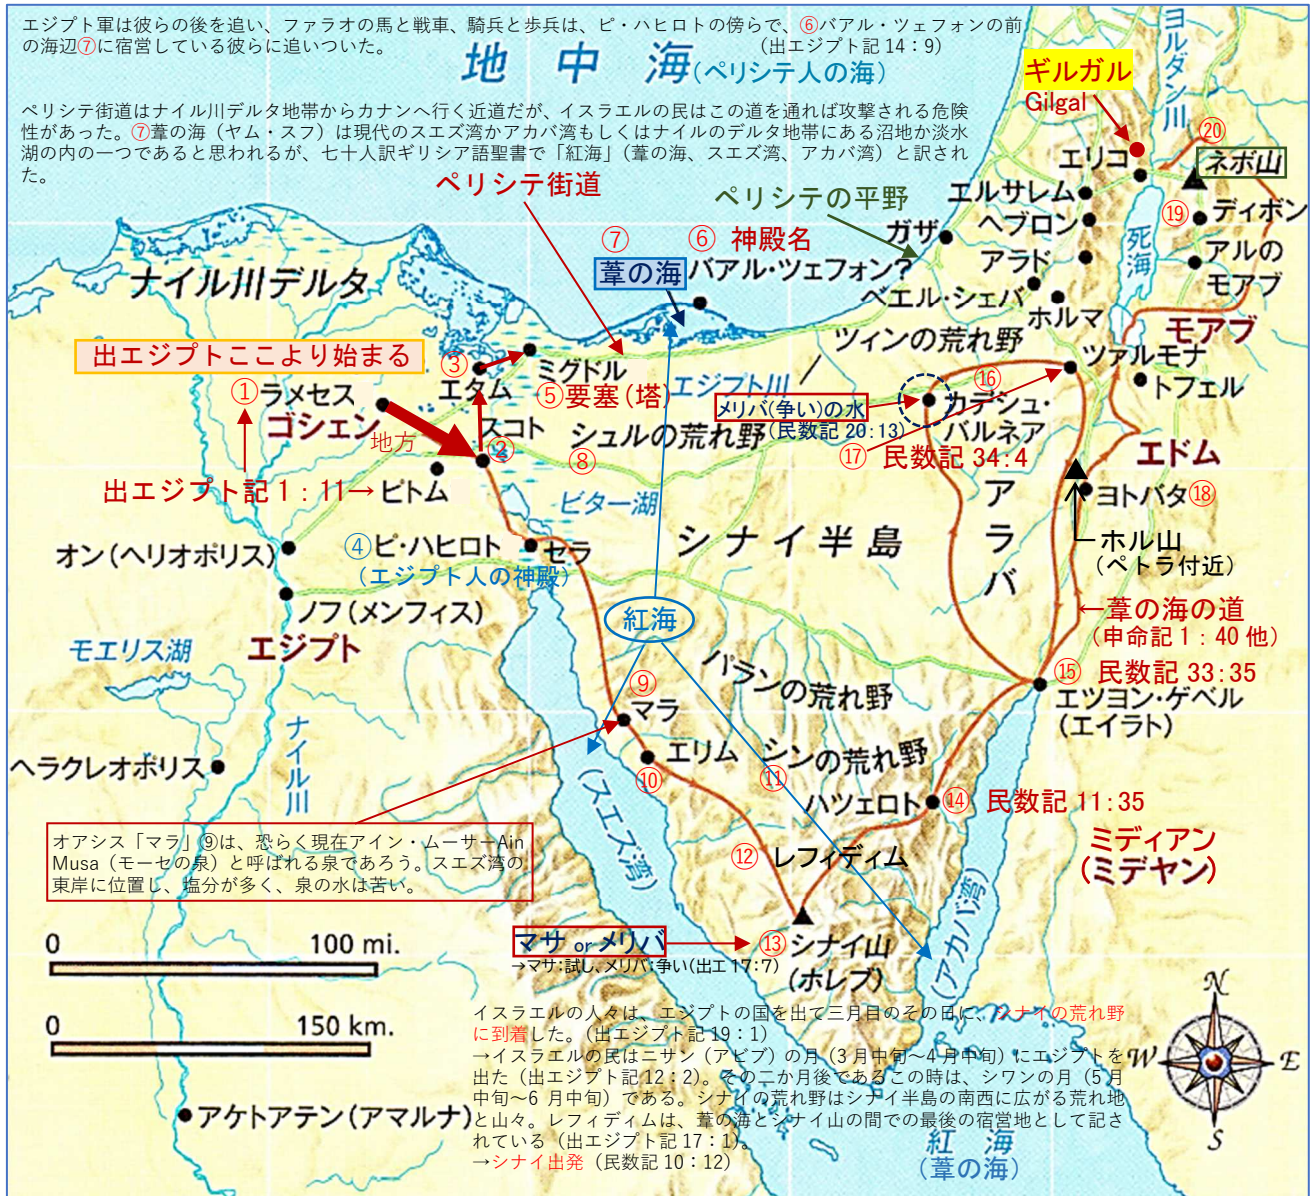 エジプト軍は彼らの後を追い、ファラオの馬と戦車、騎兵と歩兵は、ピ・ハヒロトの傍らで、⑥バアル・ツェフォンの前
の海辺⑦に宿営している彼らに追いついた。
(出エジプト記 14：9)
地中海(ペリシテ人の海)
ペリシテ街道はナイル川デルタ地帯からカナンへ行く近道だが、イスラエルの民はこの道を通れば攻撃される危険
性があった。⑦葦の海（ヤム・スフ）は現代のスエズ湾かアカバ湾もしくはナイルのデルタ地帯にある沼地か淡水
湖の内の一つであると思われるが、七十人訳ギリシア語聖書で「紅海」（葦の海、スエズ湾、アカバ湾）と訳され
た。
ヨルダン川
ギルガル
Gilgal
⑳
エリコ
ネボ山
ペリシテ街道
ペリシテの平野
エルサレム
⑲
ディボン
ヘブロン
ガザ
死海
⑦
⑥ 神殿名
葦の海
バアル・ツェフォン?
アラド
アルの
モアブ
ナイル川デルタ
ベエル・シェバ
ホルマ
モアブ
ツィンの荒れ野
出エジプトここより始まる
③
エタム
ミグドル
⑤要塞(塔)
エジプト川
ツァルモナ
トフェル
①ラメセス
ゴシェン
地方
スコト
②
シュルの荒れ野
⑧
メリバ(争い)の水
(民数記 20:13)
⑯
カデシュ・
バルネア
⑰ 民数記 34:4
エドム
出エジプト記 1：11→ピトム
ビター湖
ヨトバタ⑱
アラバ
シナイ半島
オン(ヘリオポリス)
④ピ・ハヒロト
(エジプト人の神殿)
セラ
ホル山
(ペトラ付近)
ノフ(メンフィス)
紅海
←葦の海の道
(申命記 1：40 他)
エジプト
モエリス湖
パランの荒れ野
⑨
マラ
⑮ 民数記 33:35
エツヨン・ゲベル
(エイラト)
ナイル川
ヘラクレオポリス
エリム
⑩
シンの荒れ野
⑪
(スエズ湾)
ハツェロト
⑭ 民数記 11:35
オアシス「マラ」⑨は、恐らく現在アイン・ムーサーAin
Musa（モーセの泉）と呼ばれる泉であろう。スエズ湾の
東岸に位置し、塩分が多く、泉の水は苦い。
⑫ レフィディム
ミディアン
(ミデヤン)
(アカバ湾)
マサ or メリバ
→マサ:試し、メリバ:争い(出エ 17:7)
⑬ シナイ山
(ホレブ)
0 100 mi.
0 150 km.
イスラエルの人々は、エジプトの国を出て三月目のその日に、シナイの荒れ野
に到着した。（出エジプト記 19：1）
→イスラエルの民はニサン（アビブ）の月（3 月中旬～4 月中旬）にエジプトを
出た（出エジプト記 12：2）。その二か月後であるこの時は、シワンの月（5 月
中旬～6 月中旬）である。シナイの荒れ野はシナイ半島の南西に広がる荒れ地
と山々。レフィディムは、葦の海とシナイ山の間での最後の宿営地として記さ
れている（出エジプト記 17：1）。
→シナイ出発（民数記 10：12）
N
W E
S
アケトアテン(アマルナ)
紅海
(葦の海)